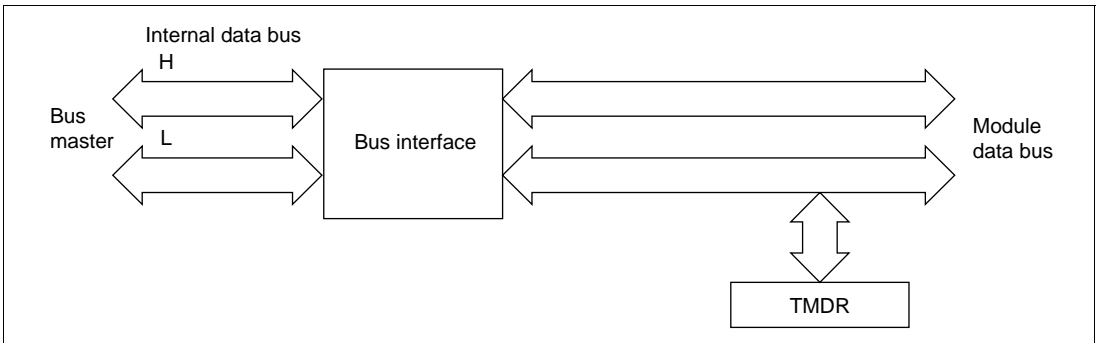 Internal data bus
H
Bus
master
L
Bus interface
Module
data bus
TMDR